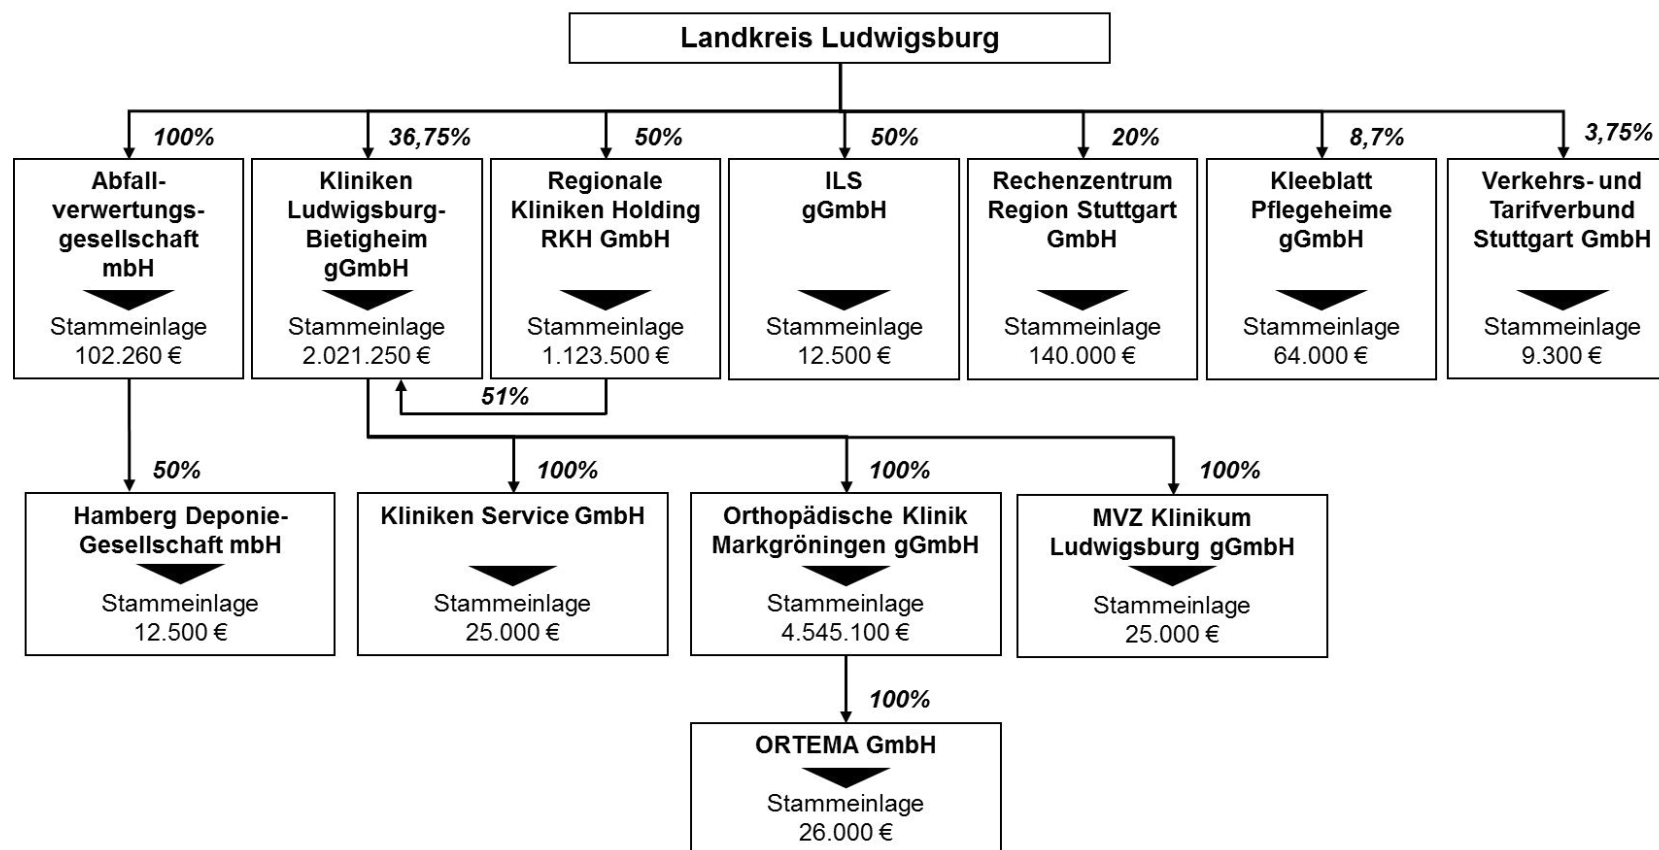 Landkreis Ludwigsburg
100%
36,75%
50%
50%
20%
8,7%
3,75%
Abfall-
verwertungs-
gesellschaft
mbH
Stammeinlage
102.260 €
Kliniken
Ludwigsburg-
Bietigheim
gGmbH
Stammeinlage
2.021.250 €
Regionale
Kliniken Holding
RKH GmbH
Stammeinlage
1.123.500 €
ILS
gGmbH
Stammeinlage
12.500 €
Rechenzentrum
Region Stuttgart
GmbH
Stammeinlage
140.000 €
Kleeblatt
Pflegeheime
gGmbH
Stammeinlage
64.000 €
Verkehrs- und
Tarifverbund
Stuttgart GmbH
Stammeinlage
9.300 €
51%
50%
100%
100%
100%
Hamberg Deponie-
Gesellschaft mbH
Stammeinlage
12.500 €
Kliniken Service GmbH
Stammeinlage
25.000 €
Orthopädische Klinik
Markgröningen gGmbH
Stammeinlage
4.545.100 €
MVZ Klinikum
Ludwigsburg gGmbH
Stammeinlage
25.000 €
100%
ORTEMA GmbH
Stammeinlage
26.000 €